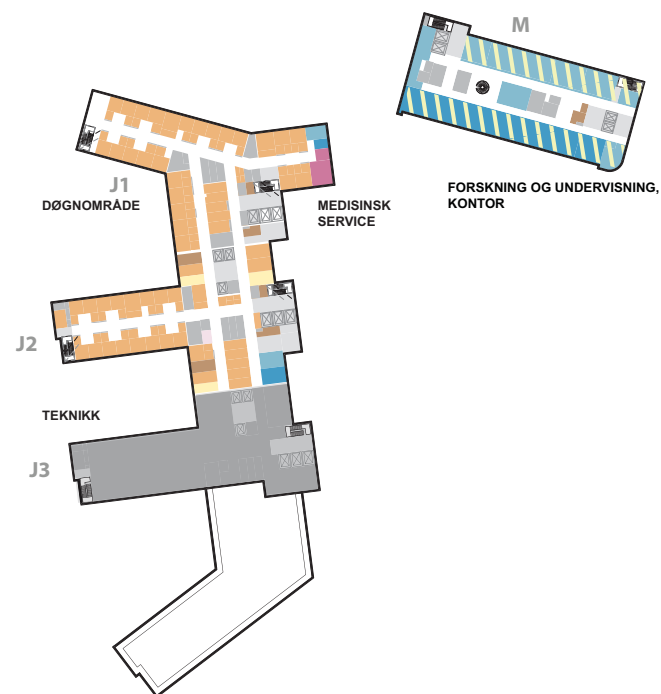 M
J1
DØGNOMRÅDE
MEDISINSK
SERVICE
FORSKNING OG UNDERVISNING,
KONTOR
J2
TEKNIKK
J3